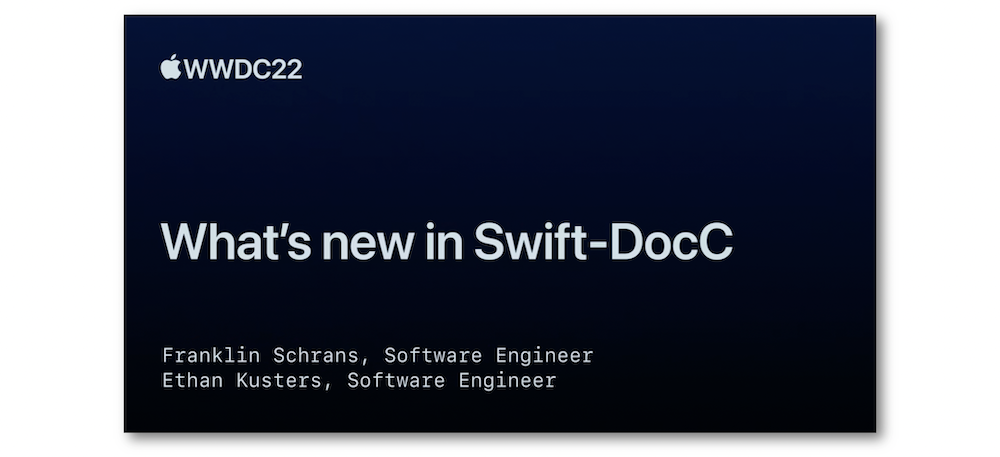 WWDC22
What’s new in Swift-DocC
Franklin Schrans, Software Engineer
Ethan Kusters, Software Engineer